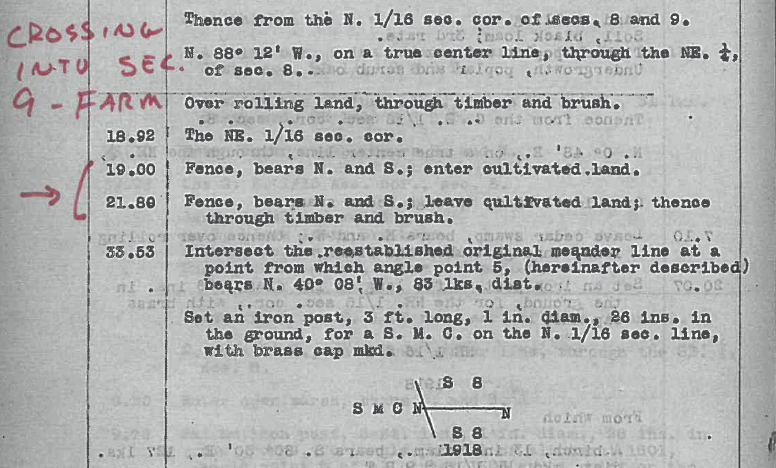 CROSSING
INTO SEC.
9 - FARM
Thence from the N. 1/16 sec. cor. of secs. 8 and 9.
N. 88° 12' W., on a true center line, through the NE. ¼,
of sec. 8.
Over rolling land, through timber and brush.
18.92 The NE. 1/16 sec. cor.
19.00 Fence, bears N. and S.; enter cultivated land.
21.80 Fence, bears N. and S.; leave qultivated land; thence
through timber and brush.
33.53 Intersect the reestablished original meander line at a
point from which angle point 5, (hereinafter described)
bears N. 40° 08' W., 83 lks. dist.
Set an iron post, 3 ft. long, 1 in. diam., 26 ins. in
the ground, for a S. M. C. on the N. 1/16 sec. line,
with brass cap mkd.
S 8
S M C N N
S 8
1918